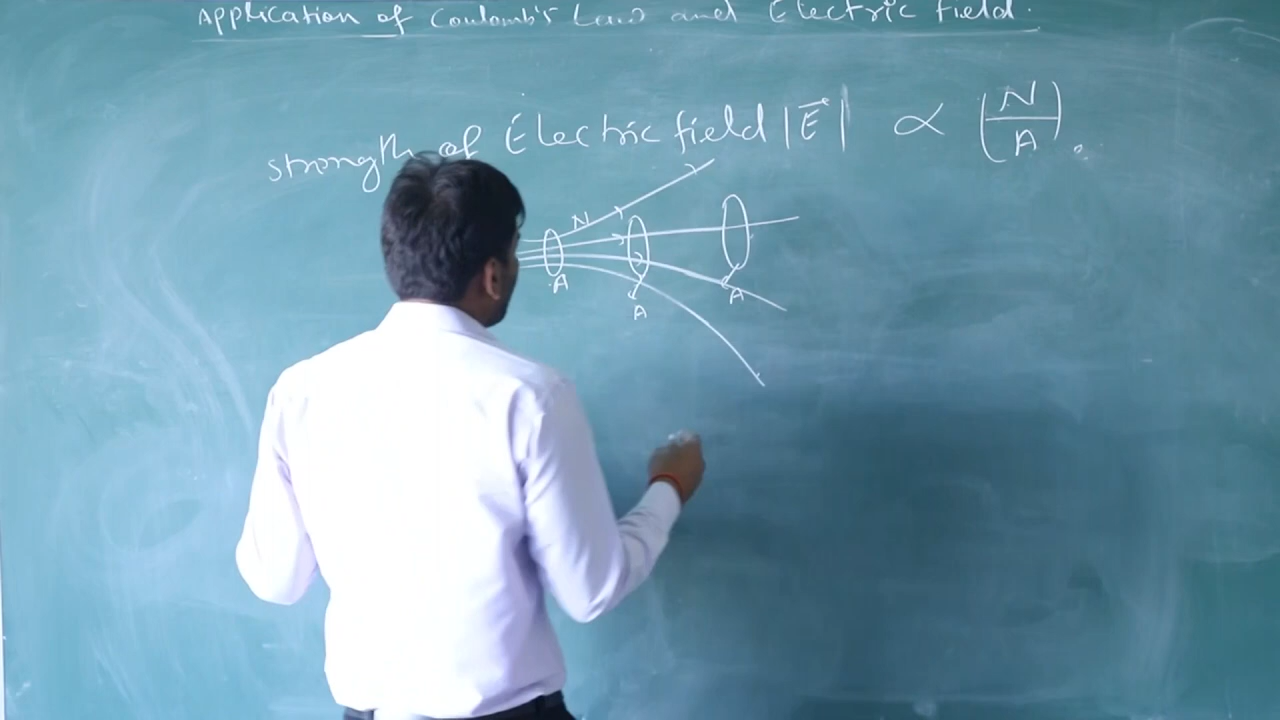 Application of Coulomb's Law and Electric field.
strength of Electric field |E⃗| ∝ (N/A).
N
A
A
A